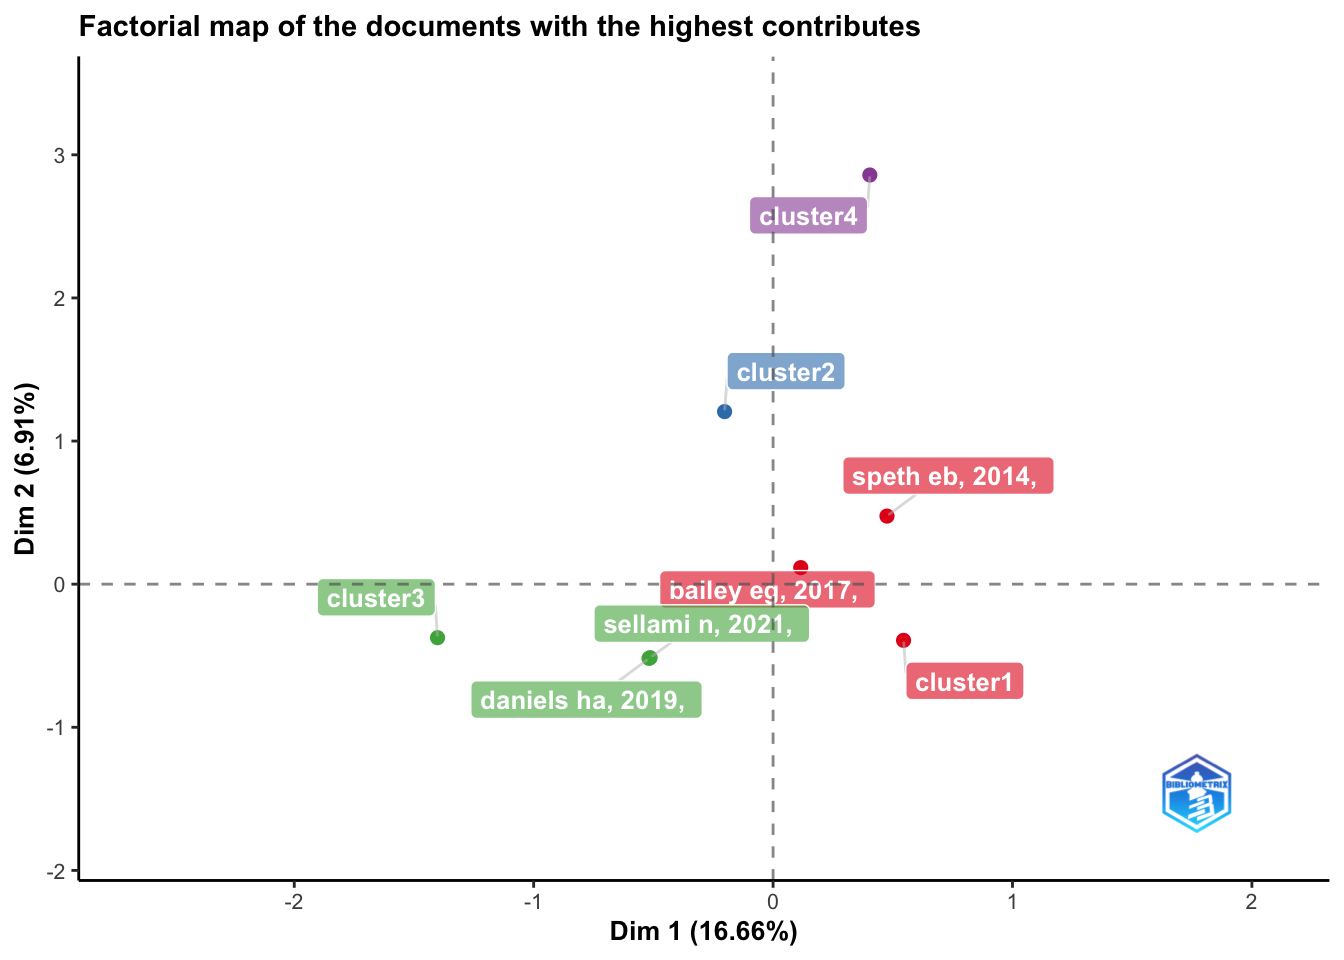 Factorial map of the documents with the highest contributes
3
cluster4
2
cluster2
1
speth eb, 2014,
0
bailey eg, 2017,
cluster3
sellami n, 2021,
daniels ha, 2019,
cluster1
-1
BIBLIOMETRIX
-2
-2 -1 0 1 2
Dim 1 (16.66%)
Dim 2 (6.91%)